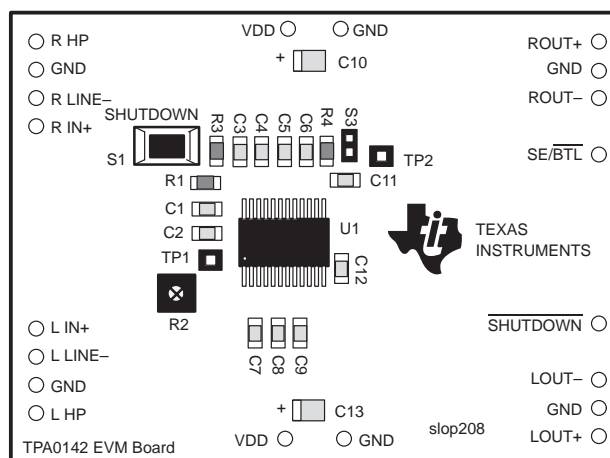 VDD
GND
R HP
GND
R LINE–
R IN+
+
C10
ROUT+
GND
ROUT–
SHUTDOWN
S1
R3
C3
C4
C5
C6
R4
S3
TP2
SE/BTL
R1
C11
C1
C2
U1
TEXAS
INSTRUMENTS
TP1
C12
R2
L IN+
L LINE–
GND
L HP
SHUTDOWN
C7
C8
C9
LOUT–
GND
LOUT+
+
C13
slop208
TPA0142 EVM Board
VDD
GND